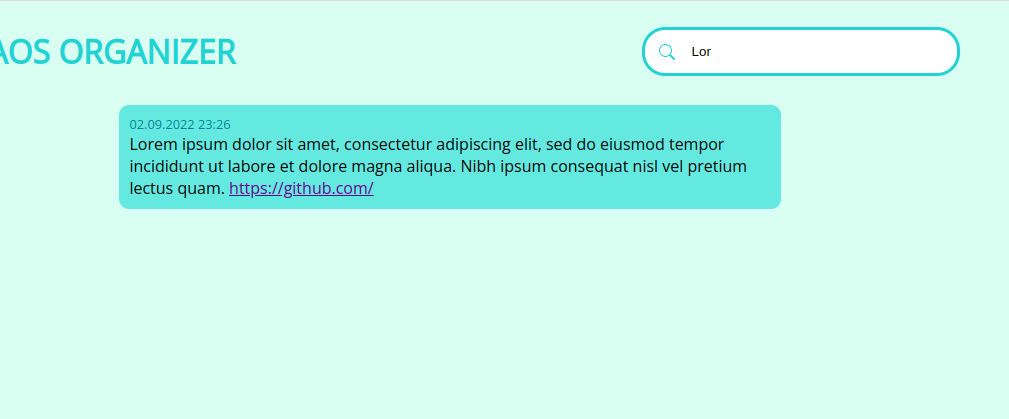 AOS ORGANIZER
Lor
02.09.2022 23:26
Lorem ipsum dolor sit amet, consectetur adipiscing elit, sed do eiusmod tempor
incididunt ut labore et dolore magna aliqua. Nibh ipsum consequat nisl vel pretium
lectus quam. https://github.com/